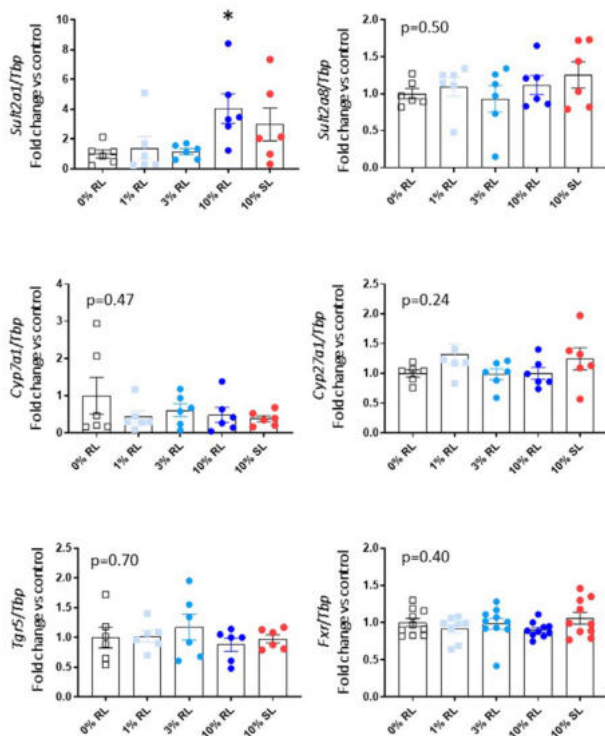 Sult2a1/Tbp
Fold change vs control
10
8
6
4
2
0
*
0% RL
1% RL
3% RL
10% RL
10% SL
Sult2a8/Tbp
Fold change vs control
2.0
1.5
1.0
0.5
0.0
p=0.50
0% RL
1% RL
3% RL
10% RL
10% SL
Cyp7a1/Tbp
Fold change vs control
4
3
2
1
0
p=0.47
0% RL
1% RL
3% RL
10% RL
10% SL
Cyp27a1/Tbp
Fold change vs control
2.5
2.0
1.5
1.0
0.5
0.0
p=0.24
0% RL
1% RL
3% RL
10% RL
10% SL
Tgr5/Tbp
Fold change vs control
2.5
2.0
1.5
1.0
0.5
0.0
p=0.70
0% RL
1% RL
3% RL
10% RL
10% SL
Fxr/Tbp
Fold change vs control
2.0
1.5
1.0
0.5
0.0
p=0.40
0% RL
1% RL
3% RL
10% RL
10% SL